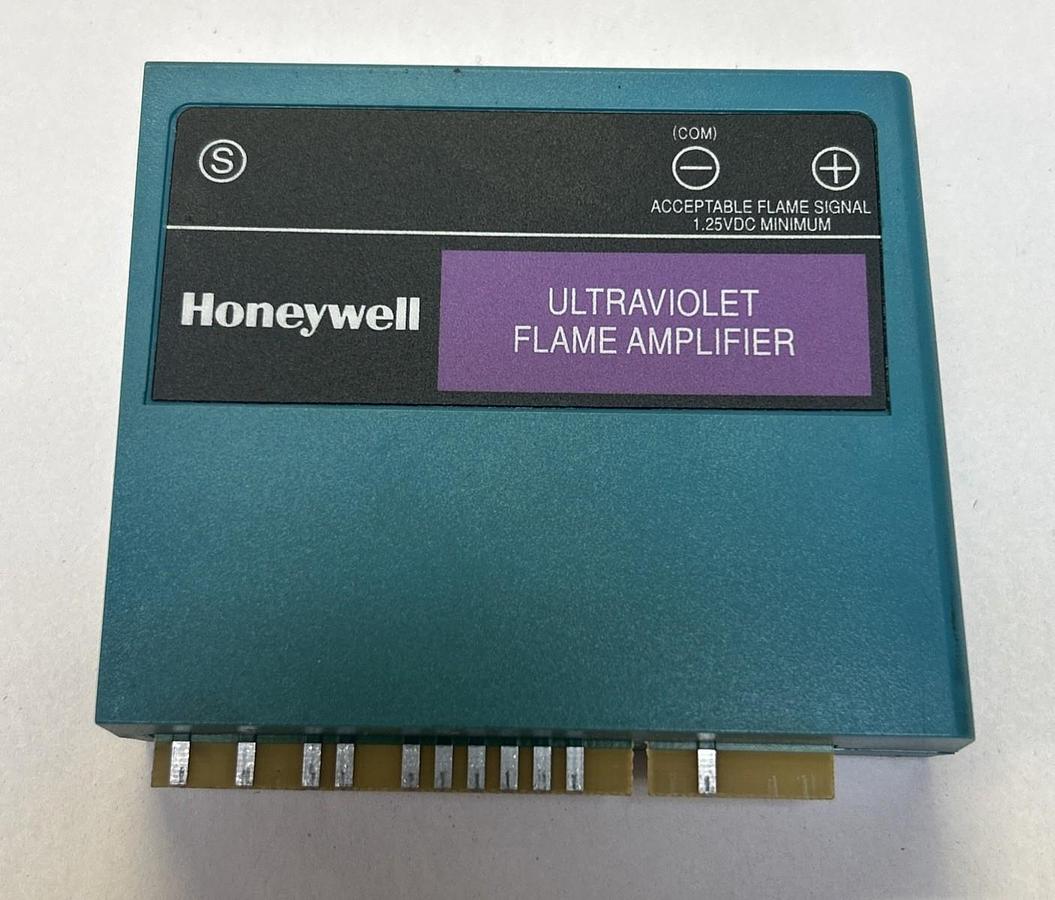 (COM)
Ⓢ ⊖ ⊕
ACCEPTABLE FLAME SIGNAL
1.25VDC MINIMUM
Honeywell
ULTRAVIOLET
FLAME AMPLIFIER